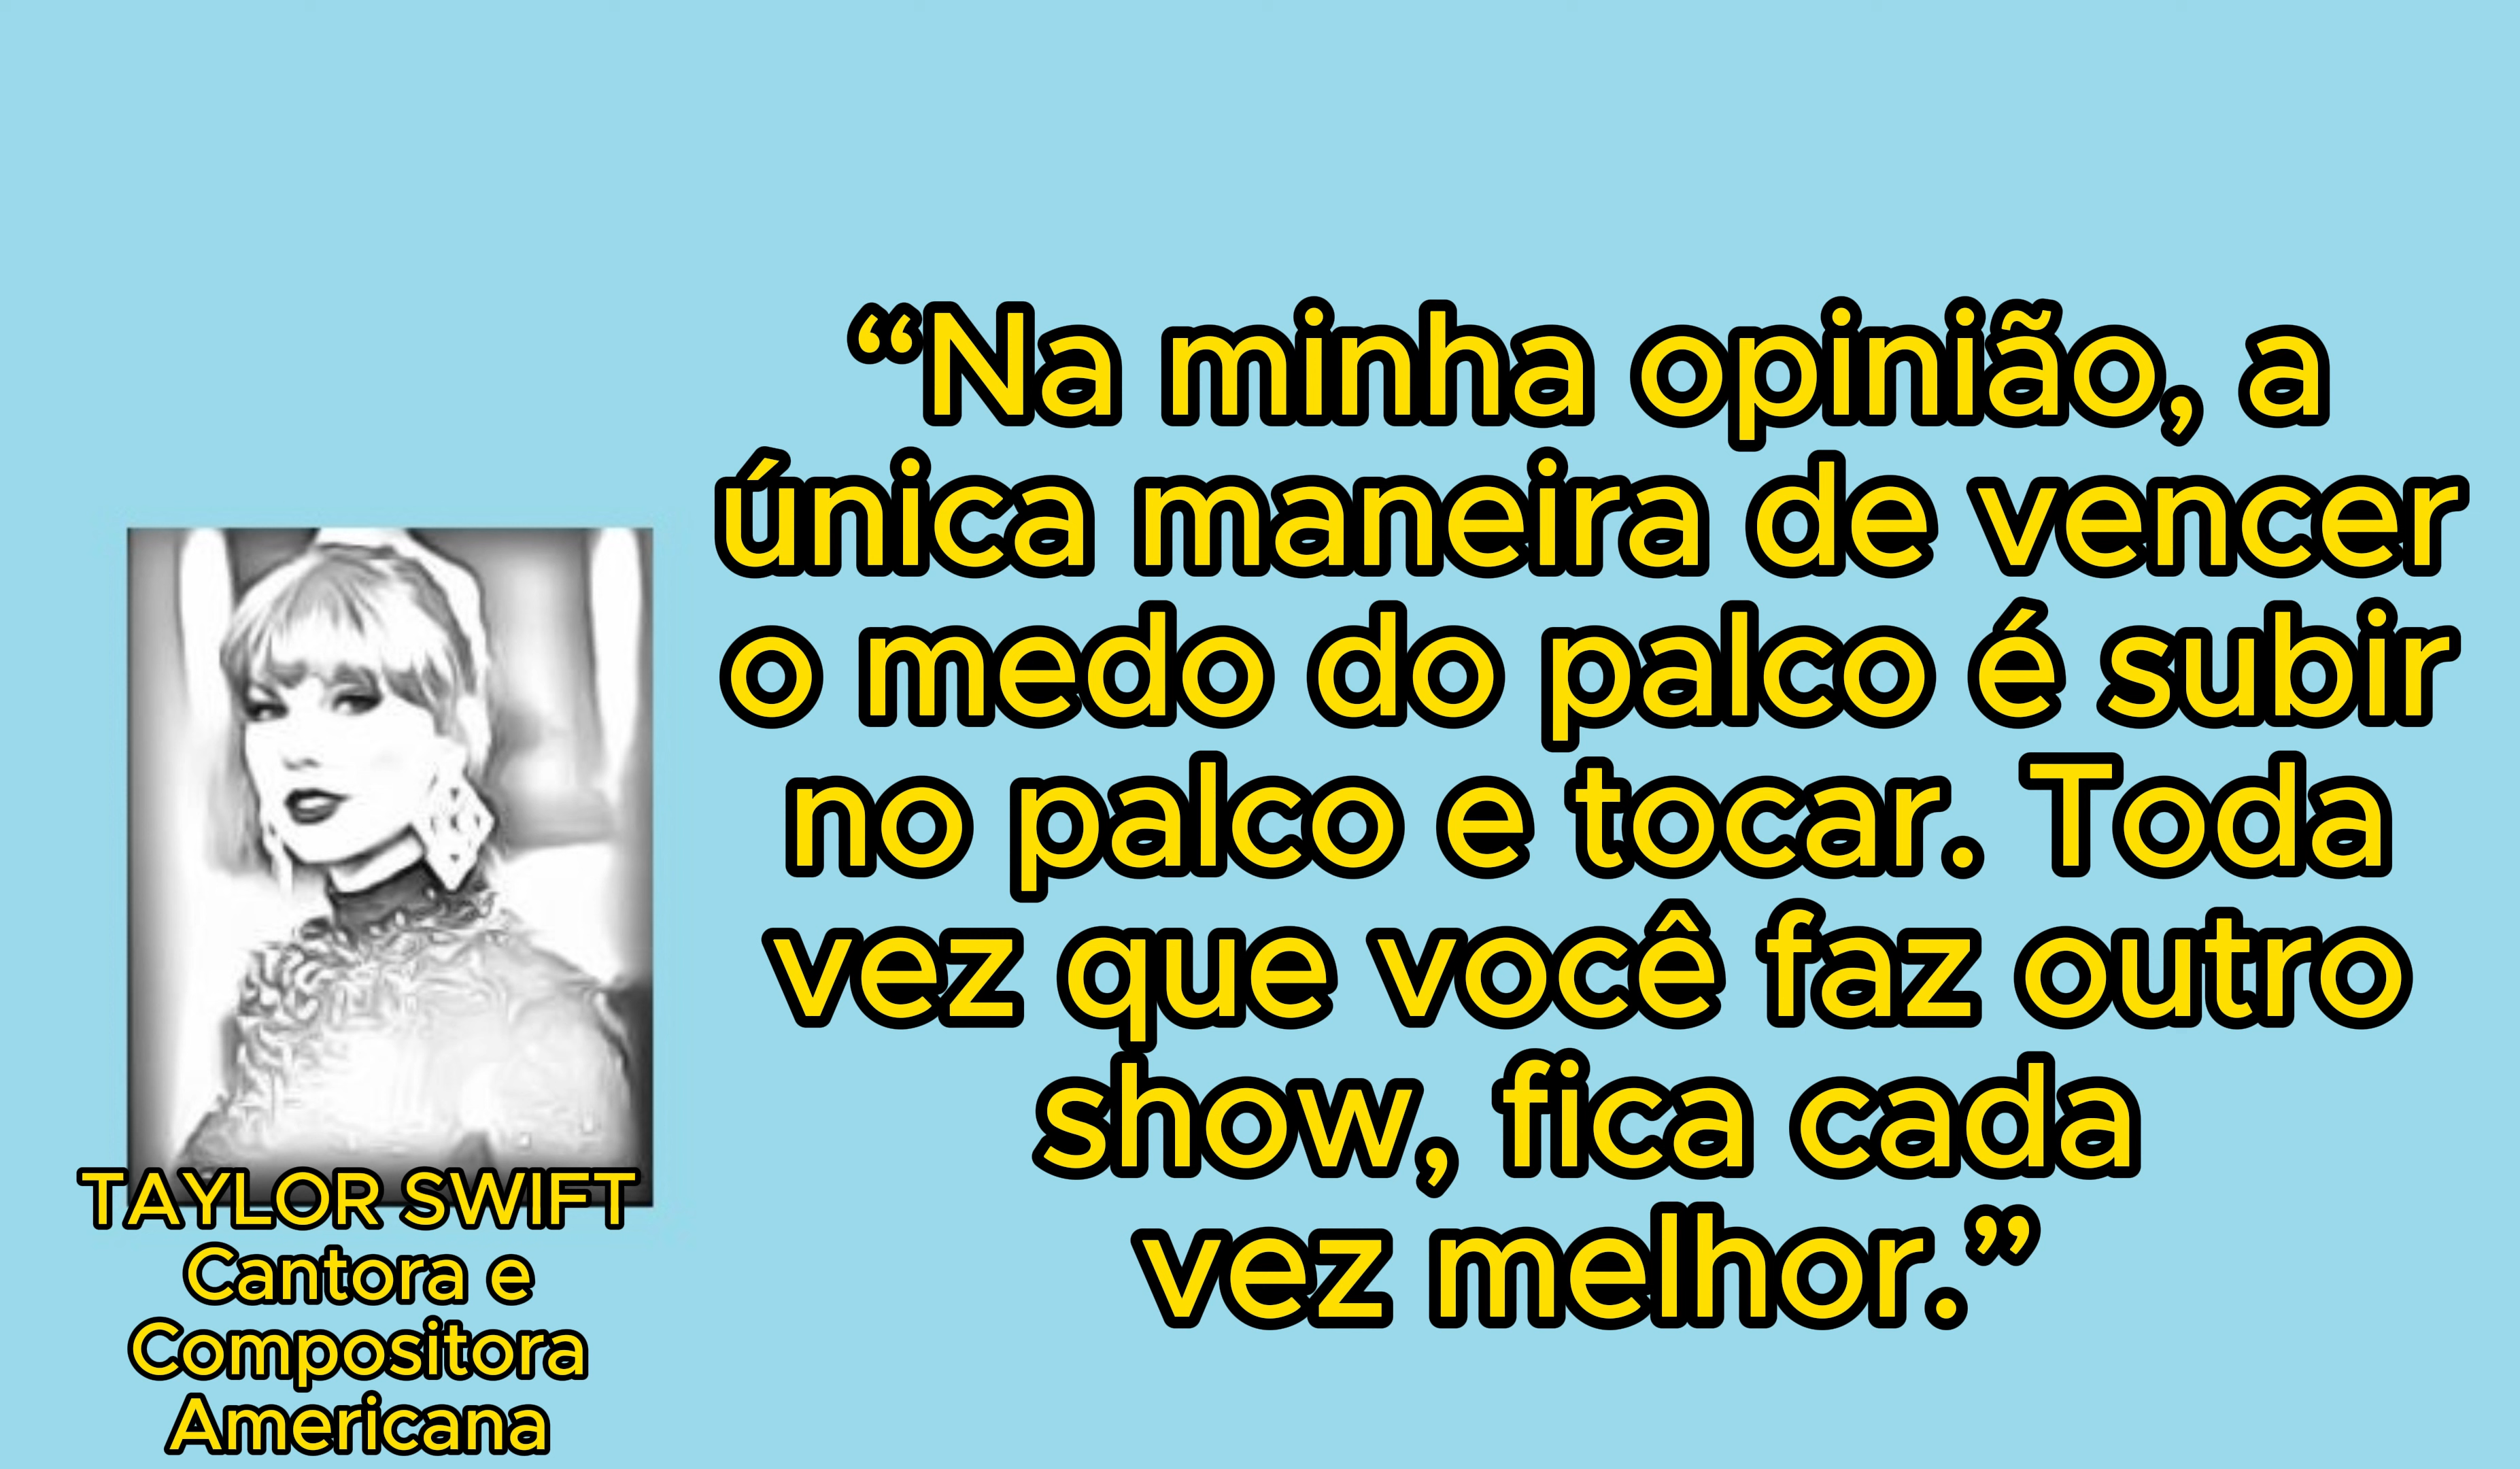 “Na minha opinião, a
única maneira de vencer
o medo do palco é subir
no palco e tocar. Toda
vez que você faz outro
show, fica cada
vez melhor.”
TAYLOR SWIFT
Cantora e
Compositora
Americana